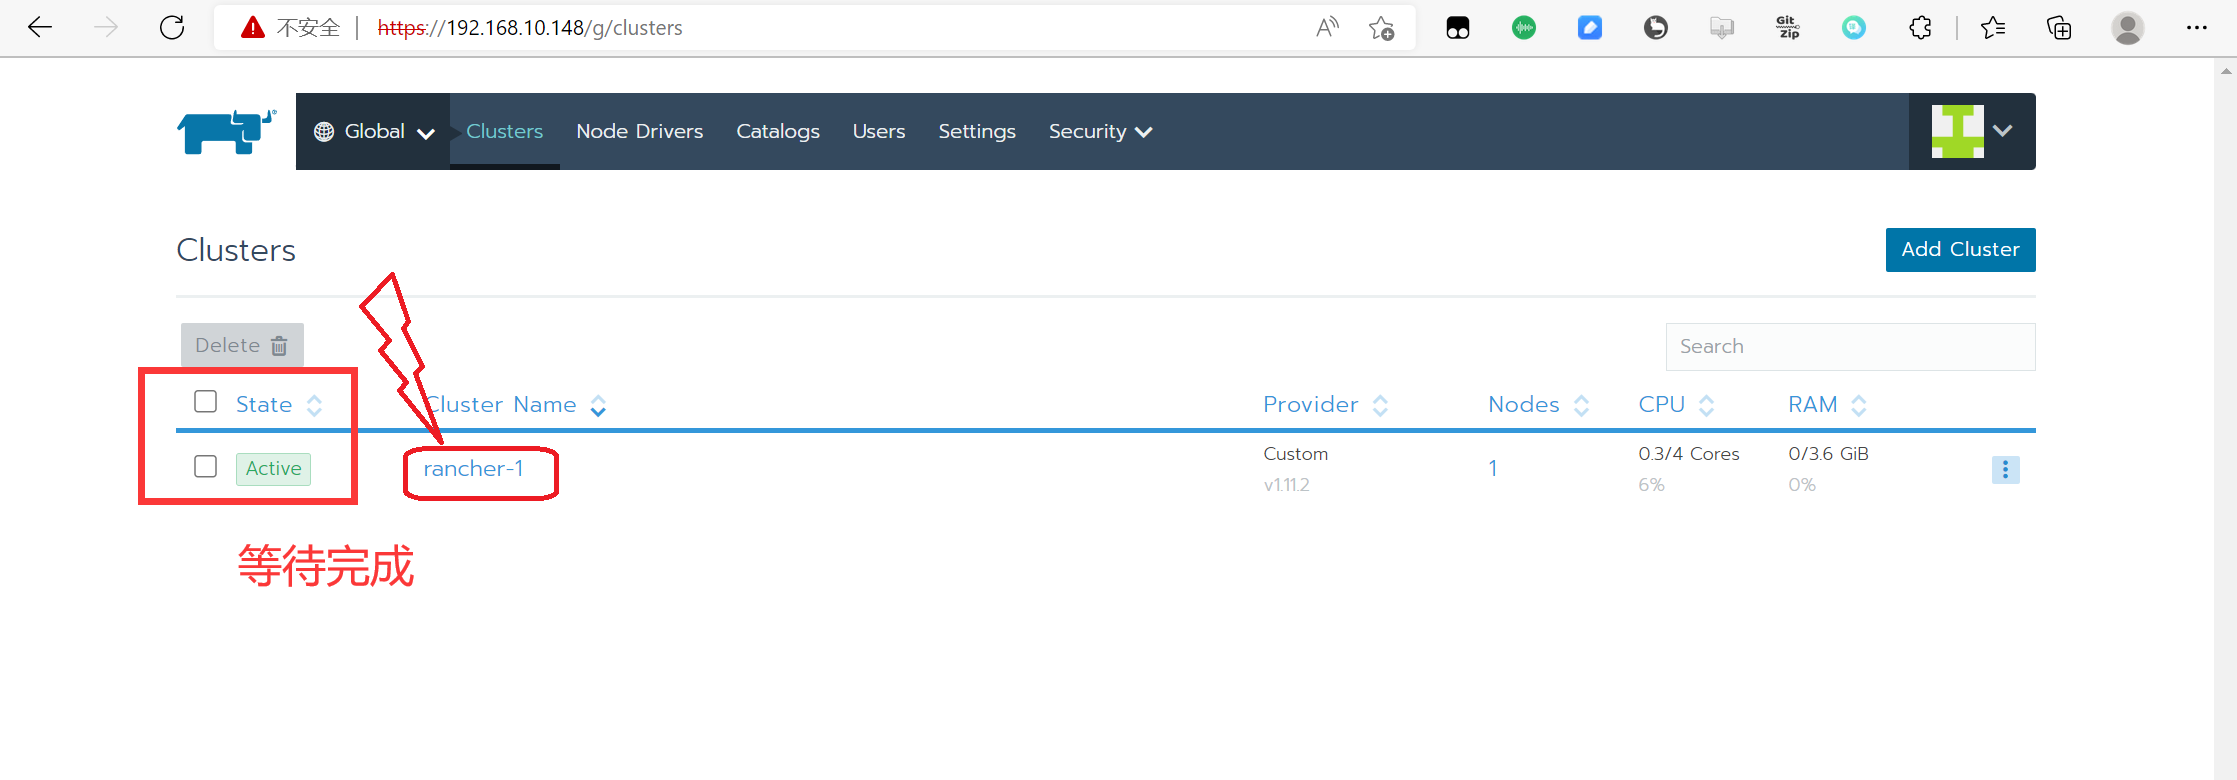 不安全 https://192.168.10.148/g/clusters
Git Zip
Global Clusters Node Drivers Catalogs Users Settings Security
Clusters
Add Cluster
Delete
Search
State Cluster Name Provider Nodes CPU RAM
Active rancher-1 Custom 1 0.3/4 Cores 0/3.6 GiB
v1.11.2 6% 0%
等待完成